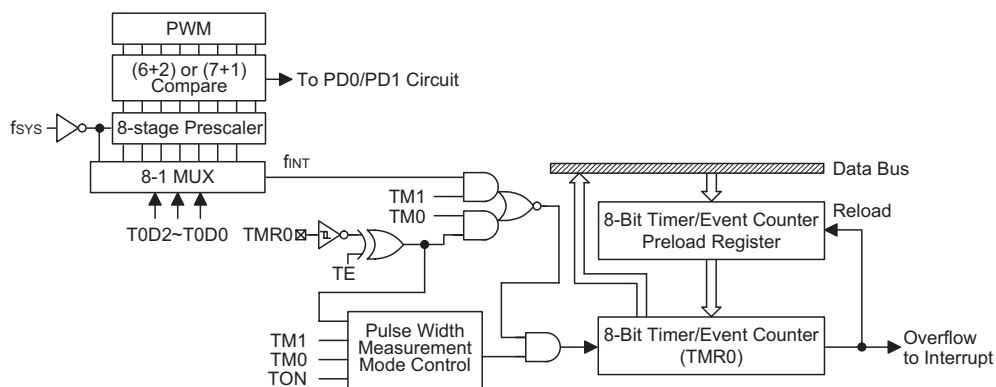 PWM
(6+2) or (7+1)
Compare
To PD0/PD1 Circuit
fSYS
8-stage Prescaler
8-1 MUX
fINT
T0D2~T0D0
TMR0
TE
TM1
TM0
TM1
TM0
TON
Pulse Width
Measurement
Mode Control
Data Bus
8-Bit Timer/Event Counter
Preload Register
Reload
8-Bit Timer/Event Counter
(TMR0)
Overflow
to Interrupt